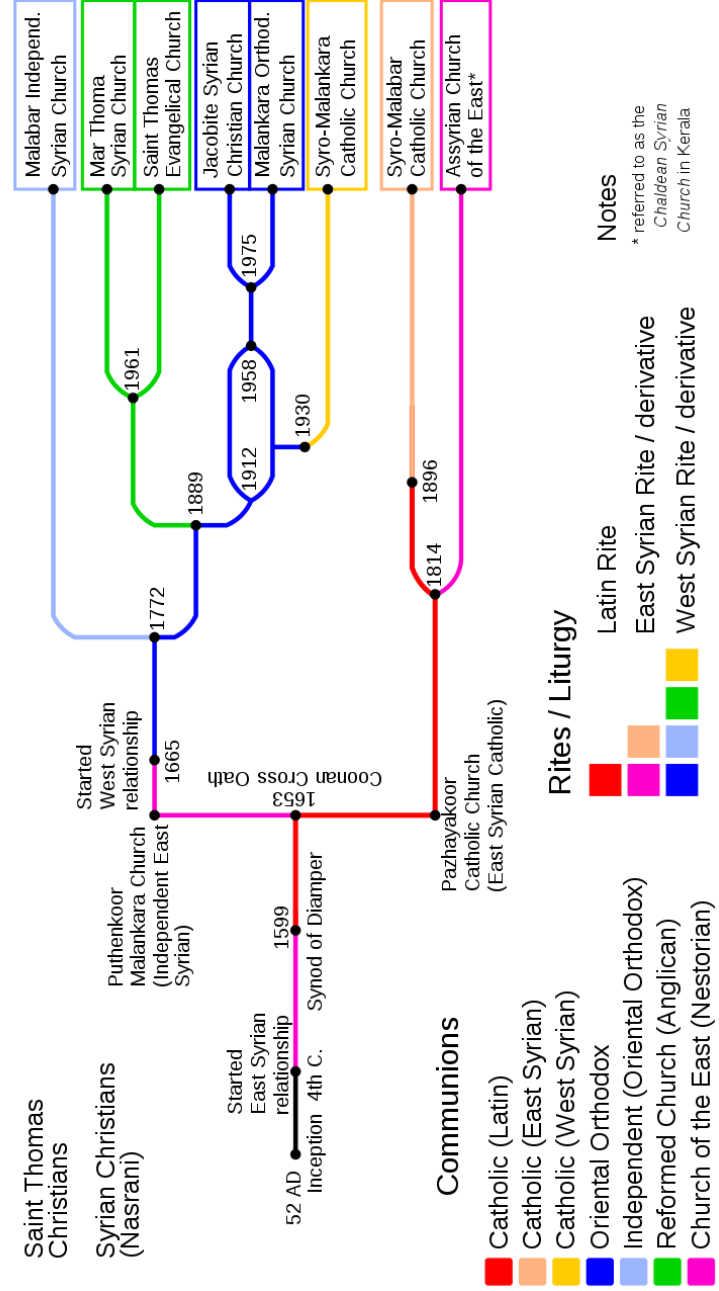 Saint Thomas
Christians
Syrian Christians
(Nasrani)
52 AD
Inception
Started
East Syrian
relationship
4th C.
1599
Synod of Diamper
1653
Coonan Cross Oath
Puthenkoor
Malankara Church
(Independent East
Syrian)
Started
West Syrian
relationship
1665
1772
1889
1961
1912
1958
1975
1930
Pazhayakoor
Catholic Church
(East Syrian Catholic)
1814
1896
Malabar Independ.
Syrian Church
Mar Thoma
Syrian Church
Saint Thomas
Evangelical Church
Jacobite Syrian
Christian Church
Malankara Orthod.
Syrian Church
Syro-Malankara
Catholic Church
Syro-Malabar
Catholic Church
Assyrian Church
of the East*
Communions
Catholic (Latin)
Catholic (East Syrian)
Catholic (West Syrian)
Oriental Orthodox
Independent (Oriental Orthodox)
Reformed Church (Anglican)
Church of the East (Nestorian)
Rites / Liturgy
Latin Rite
East Syrian Rite / derivative
West Syrian Rite / derivative
Notes
* referred to as the
Chaldean Syrian
Church in Kerala